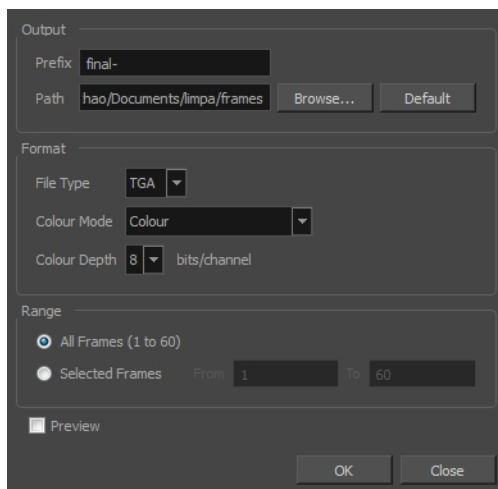 Output
Prefix final-
Path hao/Documents/limpa/frames Browse... Default
Format
File Type TGA
Colour Mode Colour
Colour Depth 8 bits/channel
Range
All Frames (1 to 60)
Selected Frames From 1 To 60
Preview
OK Close